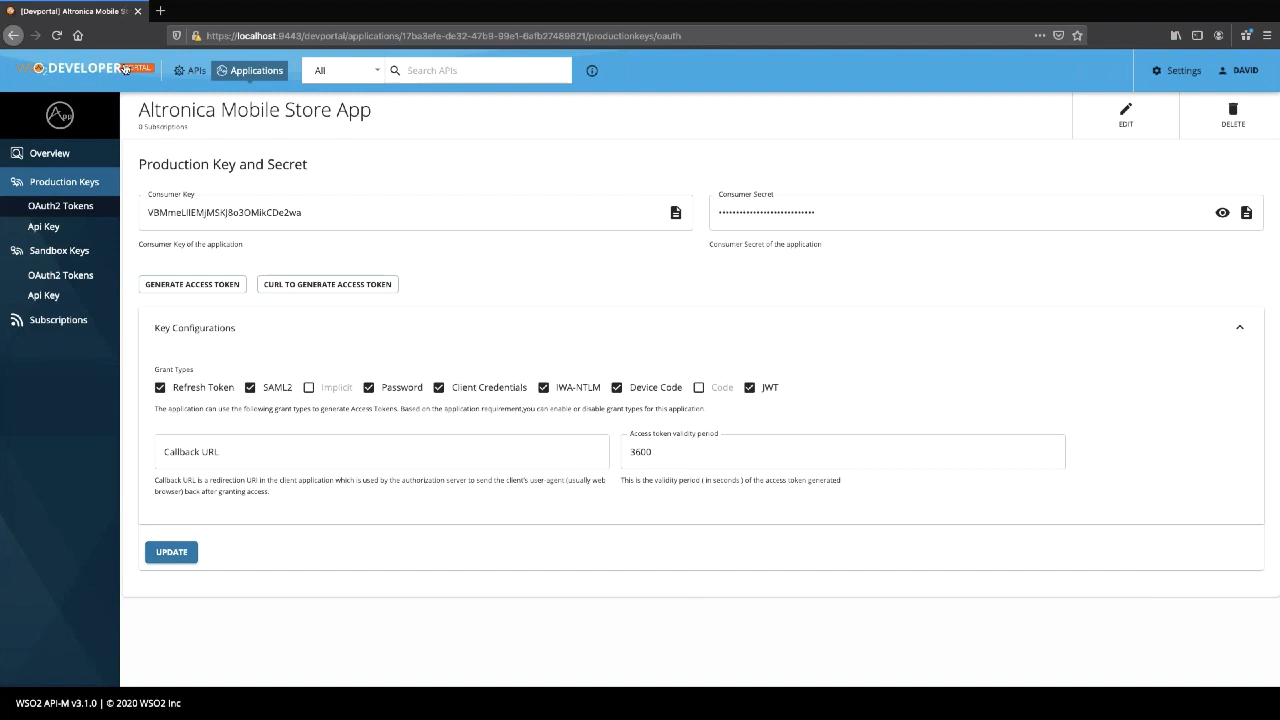 [Devportal] Altronica Mobile St
https://localhost:9443/devportal/applications/17ba3efe-de32-47b9-99e1-6afb27489821/productionkeys/oauth
DEVELOPER
APIs
Applications
All
Search APIs
Settings
DAVID
Altronica Mobile Store App
0 Subscriptions
EDIT
DELETE
Overview
Production Keys
OAuth2 Tokens
Api Key
Sandbox Keys
OAuth2 Tokens
Api Key
Subscriptions
Production Key and Secret
Consumer Key
VBMmeLIIEMjMSKJ8o3OMikCDe2wa
Consumer Key of the application
Consumer Secret
•••••••••••••••••••••••••••
Consumer Secret of the application
GENERATE ACCESS TOKEN
CURL TO GENERATE ACCESS TOKEN
Key Configurations
Grant Types
Refresh Token SAML2 Implicit Password Client Credentials IWA-NTLM Device Code Code JWT
The application can use the following grant types to generate Access Tokens. Based on the application requirement,you can enable or disable grant types for this application.
Callback URL
Callback URL is a redirection URI in the client application which is used by the authorization server to send the client's user-agent (usually web
browser) back after granting access.
Access token validity period
3600
This is the validity period ( in seconds ) of the access token generated
UPDATE
WSO2 API-M v3.1.0 | © 2020 WSO2 Inc